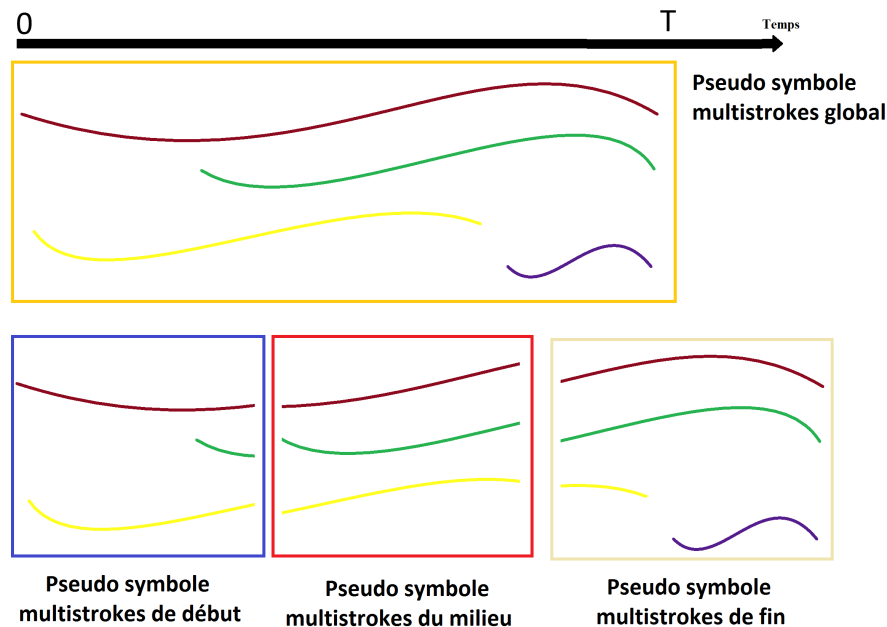 0
T
Temps
Pseudo symbole
multistrokes global
Pseudo symbole
multistrokes de début
Pseudo symbole
multistrokes du milieu
Pseudo symbole
multistrokes de fin